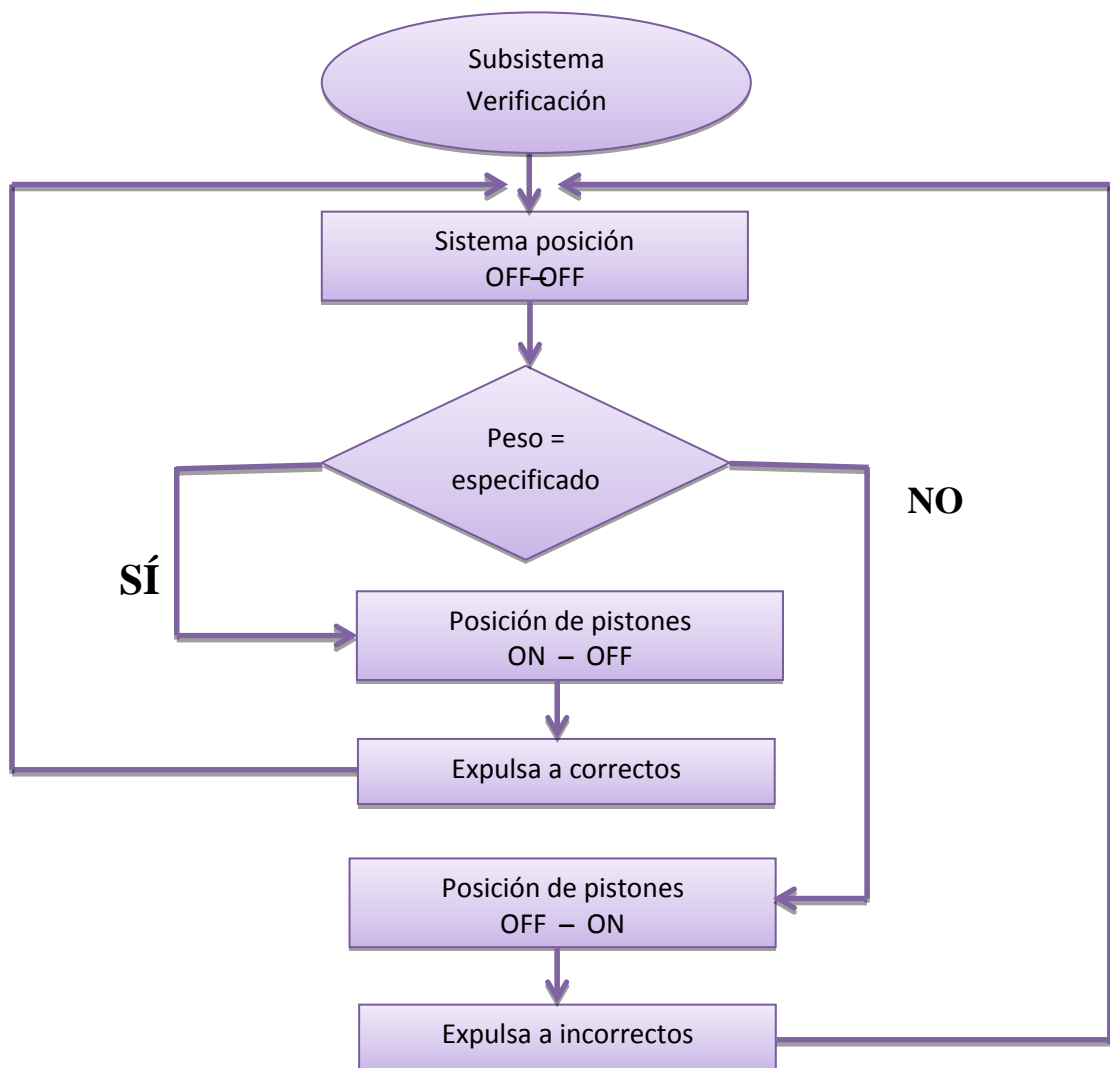 Subsistema
Verificación
Sistema posición
OFF–OFF
Peso =
especificado
NO
SÍ
Posición de pistones
ON – OFF
Expulsa a correctos
Posición de pistones
OFF – ON
Expulsa a incorrectos